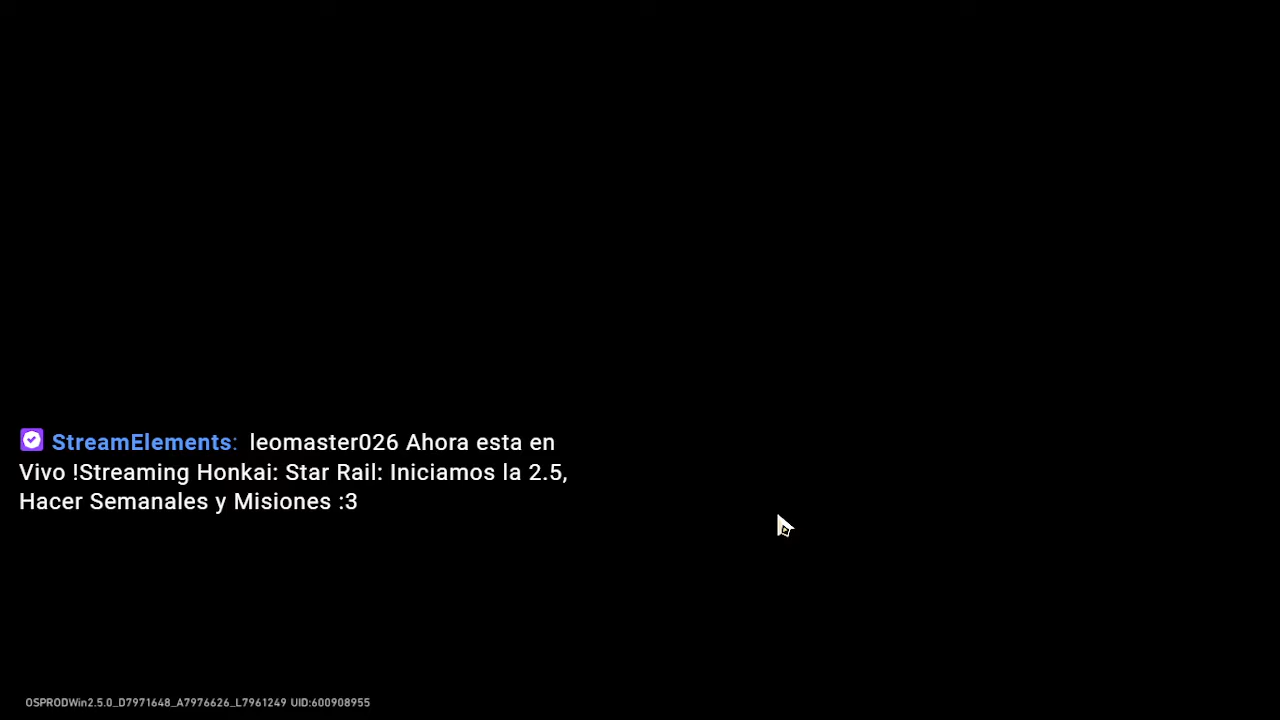 StreamElements: leomaster026 Ahora esta en
Vivo !Streaming Honkai: Star Rail: Iniciamos la 2.5,
Hacer Semanales y Misiones :3
OSPRODWin2.5.0_D7971648_A7976626_L7961249 UID:600908955